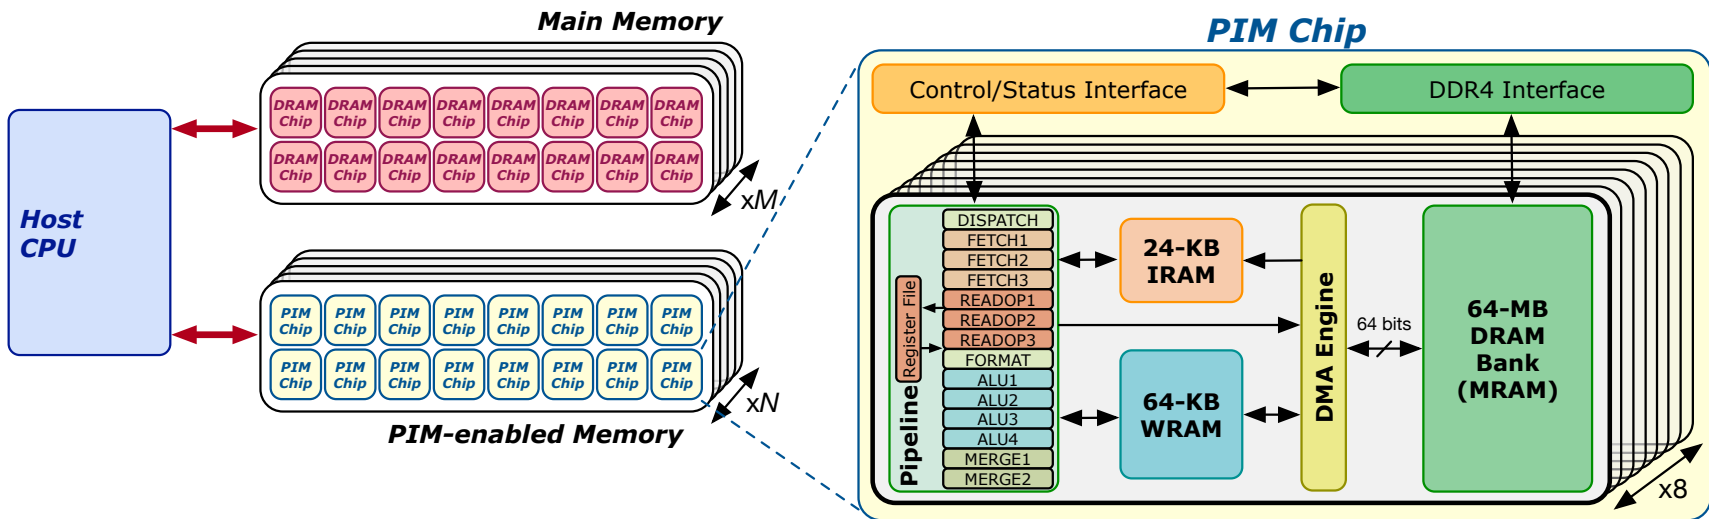 Main Memory
DRAM DRAM DRAM DRAM DRAM DRAM DRAM DRAM
Chip Chip Chip Chip Chip Chip Chip Chip
DRAM DRAM DRAM DRAM DRAM DRAM DRAM DRAM
Chip Chip Chip Chip Chip Chip Chip Chip
xM
Host
CPU
PIM PIM PIM PIM PIM PIM PIM PIM
Chip Chip Chip Chip Chip Chip Chip Chip
PIM PIM PIM PIM PIM PIM PIM PIM
Chip Chip Chip Chip Chip Chip Chip Chip
xN
PIM-enabled Memory
PIM Chip
Control/Status Interface
DDR4 Interface
Pipeline
Register File
DISPATCH
FETCH1
FETCH2
FETCH3
READOP1
READOP2
READOP3
FORMAT
ALU1
ALU2
ALU3
ALU4
MERGE1
MERGE2
24-KB
IRAM
64-KB
WRAM
DMA Engine
64 bits
64-MB
DRAM
Bank
(MRAM)
x8